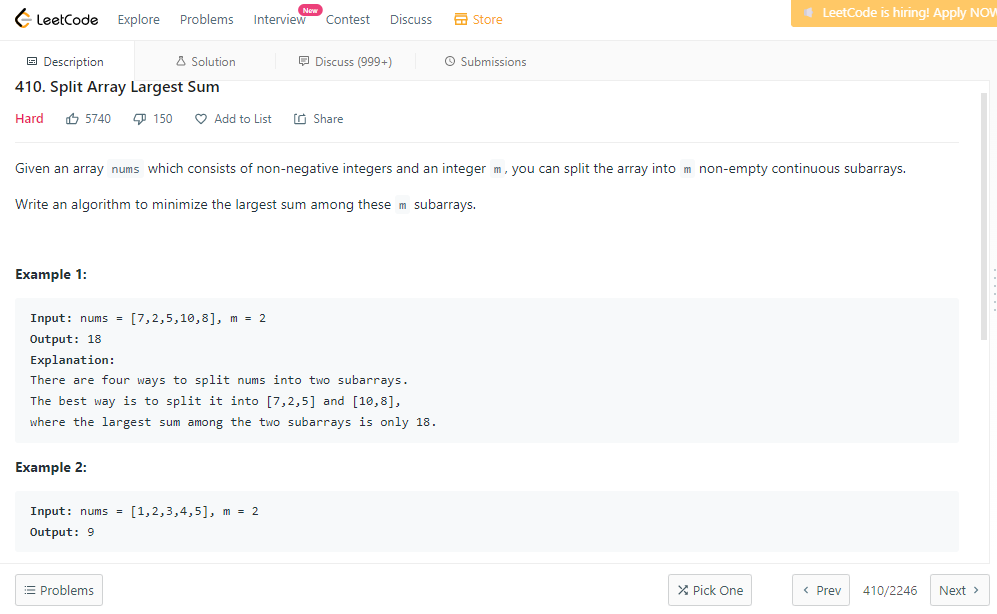 LeetCode Explore Problems Interview New Contest Discuss Store LeetCode is hiring! Apply NOW
Description Solution Discuss (999+) Submissions
410. Split Array Largest Sum
Hard 5740 150 Add to List Share
Given an array nums which consists of non-negative integers and an integer m, you can split the array into m non-empty continuous subarrays.
Write an algorithm to minimize the largest sum among these m subarrays.
Example 1:
Input: nums = [7,2,5,10,8], m = 2
Output: 18
Explanation:
There are four ways to split nums into two subarrays.
The best way is to split it into [7,2,5] and [10,8],
where the largest sum among the two subarrays is only 18.
Example 2:
Input: nums = [1,2,3,4,5], m = 2
Output: 9
Problems Pick One Prev 410/2246 Next